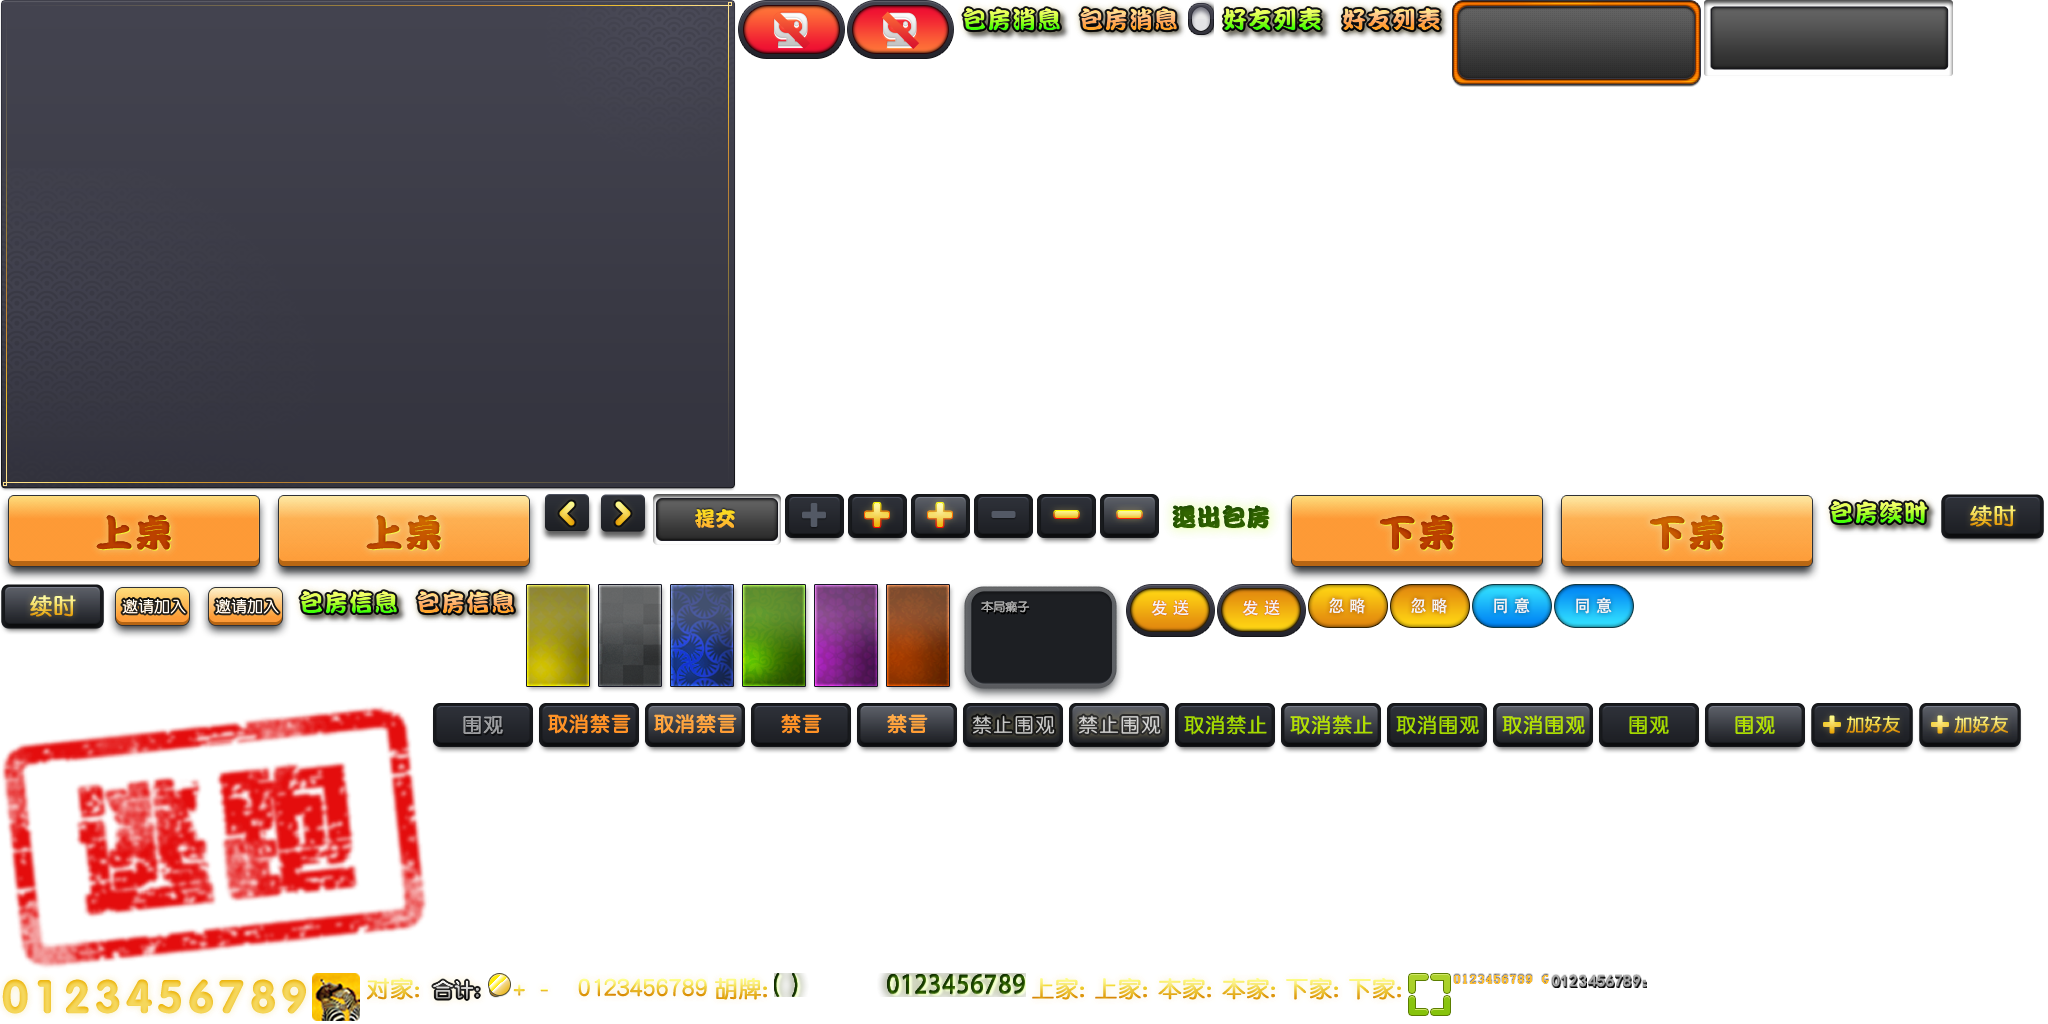 包房消息 包房消息 好友列表 好友列表
上桌 上桌 提交 退出包房 下桌 下桌 包房续时 续时
续时 邀请加入 邀请加入 包房信息 包房信息 本局癞子 发送 发送 忽略 忽略 同意 同意
围观 取消禁言 取消禁言 禁言 禁言 禁止围观 禁止围观 取消禁止 取消禁止 取消围观 取消围观 围观 围观 +加好友 +加好友
逃跑
0123456789 对家: 合计: + - 0123456789 胡牌: ( ) 0123456789 上家: 上家: 本家: 本家: 下家: 下家: 0123456789 0123456789: